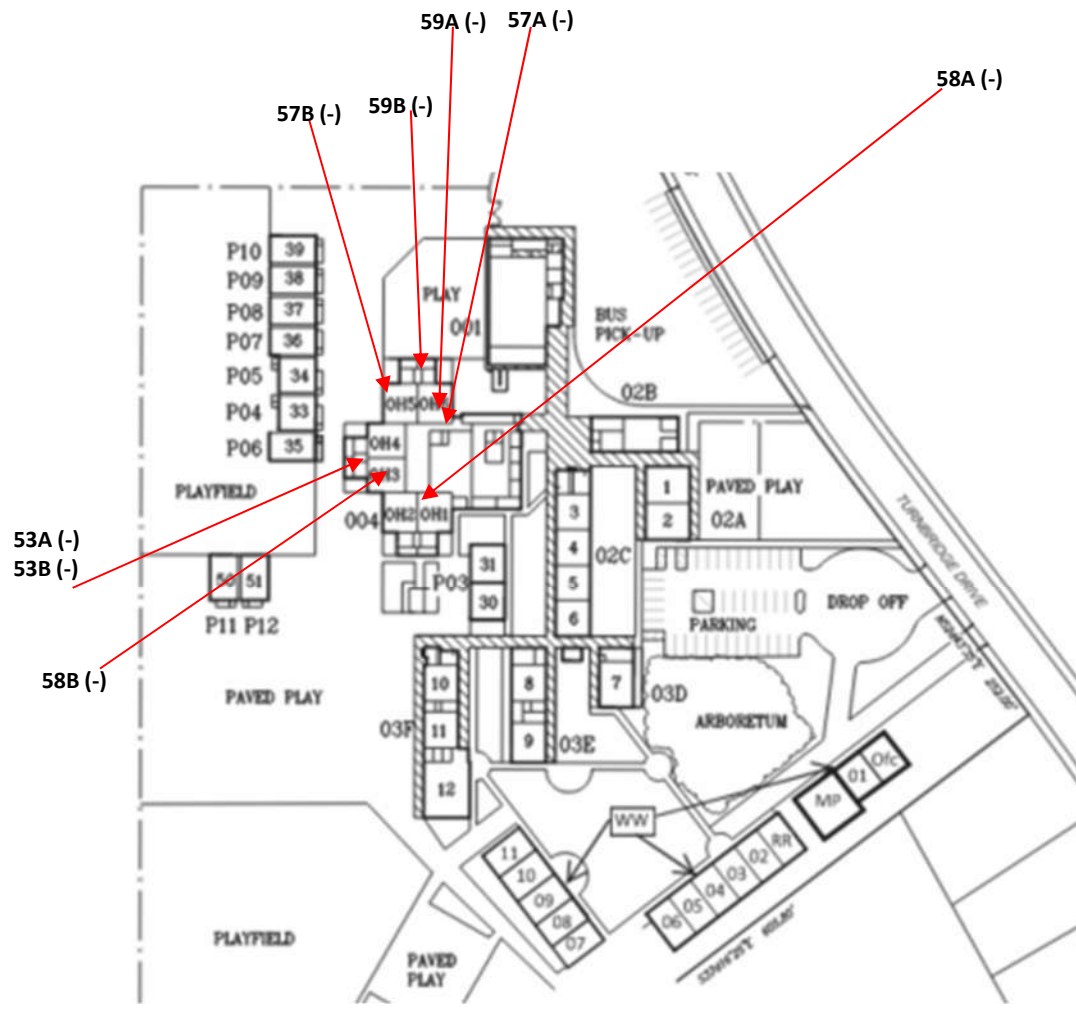 59A (-)
57A (-)
58A (-)
57B (-)
59B (-)
P10
39
P09
38
P08
37
P07
36
P05
34
P04
33
P06
35
PLAY
001
BUS
PICK-UP
02B
OH5
OH4
OH3
OH2
OH1
004
PLAYFIELD
1
2
PAVED PLAY
02A
3
4
5
6
02C
TURNBRIDGE DRIVE
53A (-)
53B (-)
50
51
P11
P12
P03
31
30
PARKING
DROP OFF
58B (-)
PAVED PLAY
10
11
12
03F
8
9
03E
7
03D
ARBORETUM
WW
01
Ofc
MP
11
10
09
08
07
06
05
04
03
02
RR
PLAYFIELD
PAVED
PLAY